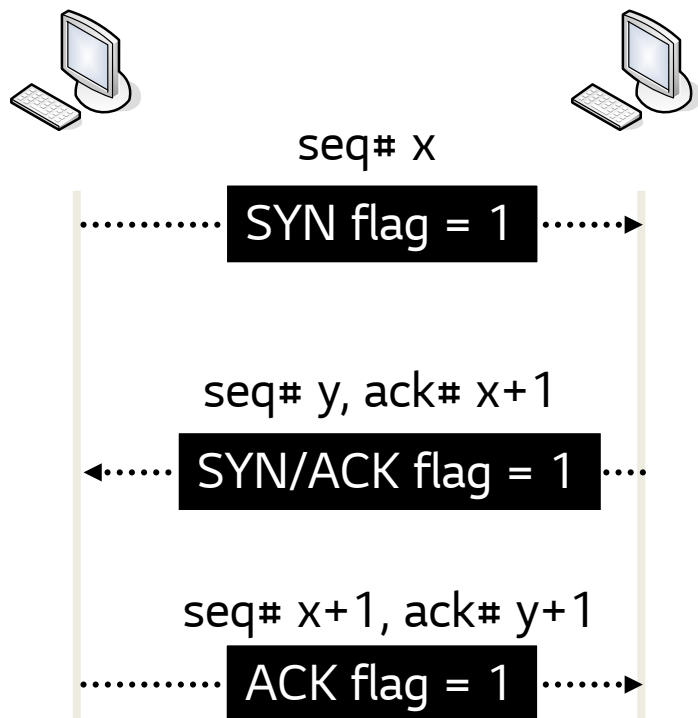 seq# x
SYN flag = 1
seq# y, ack# x+1
SYN/ACK flag = 1
seq# x+1, ack# y+1
ACK flag = 1